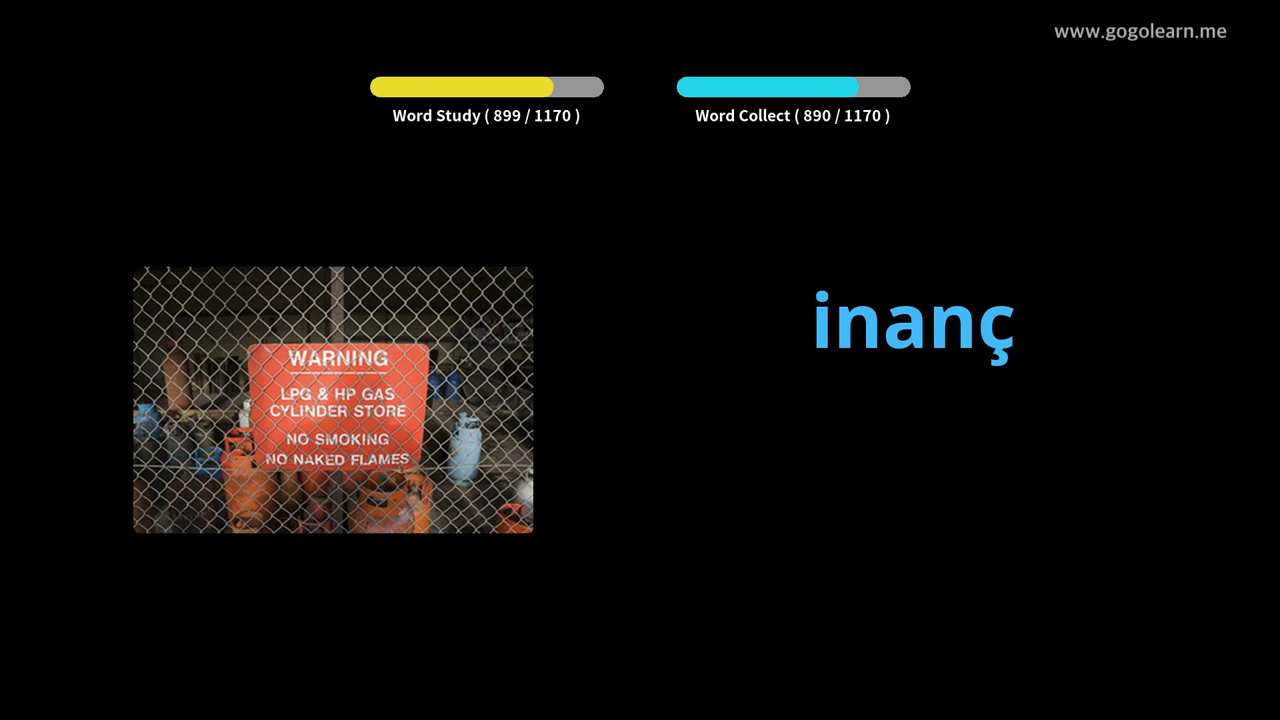 www.gogolearn.me
Word Study ( 899 / 1170 )
Word Collect ( 890 / 1170 )
inanç
WARNING
LPG & HP GAS
CYLINDER STORE
NO SMOKING
NO NAKED FLAMES